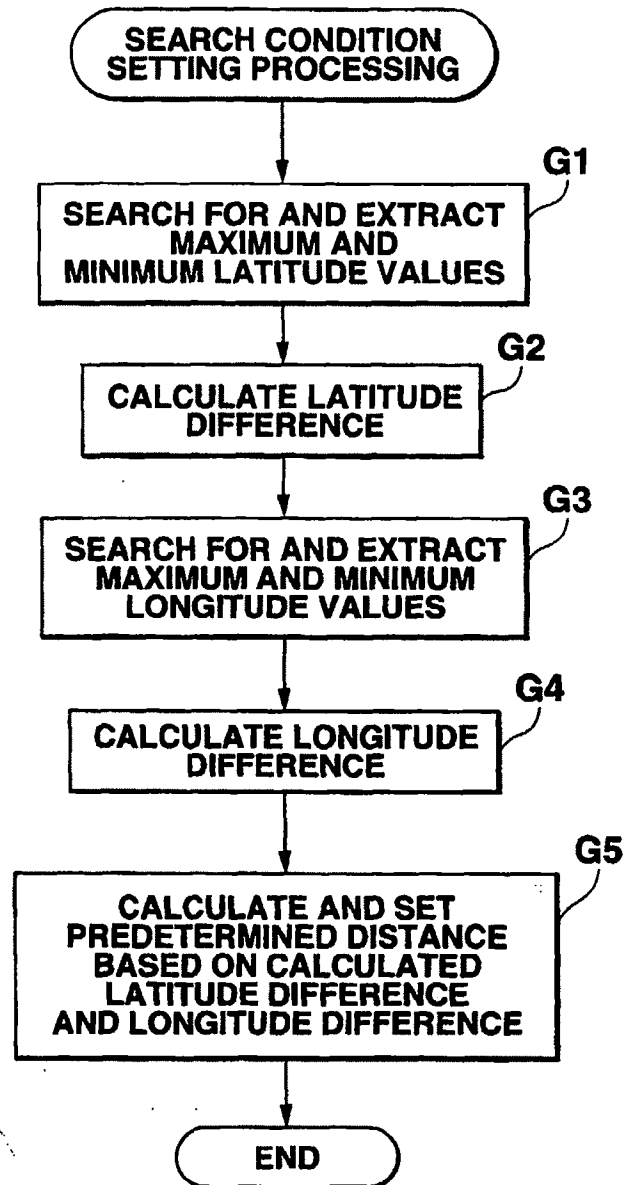 SEARCH CONDITION
SETTING PROCESSING
G1
SEARCH FOR AND EXTRACT
MAXIMUM AND
MINIMUM LATITUDE VALUES
G2
CALCULATE LATITUDE
DIFFERENCE
G3
SEARCH FOR AND EXTRACT
MAXIMUM AND MINIMUM
LONGITUDE VALUES
G4
CALCULATE LONGITUDE
DIFFERENCE
G5
CALCULATE AND SET
PREDETERMINED DISTANCE
BASED ON CALCULATED
LATITUDE DIFFERENCE
AND LONGITUDE DIFFERENCE
END